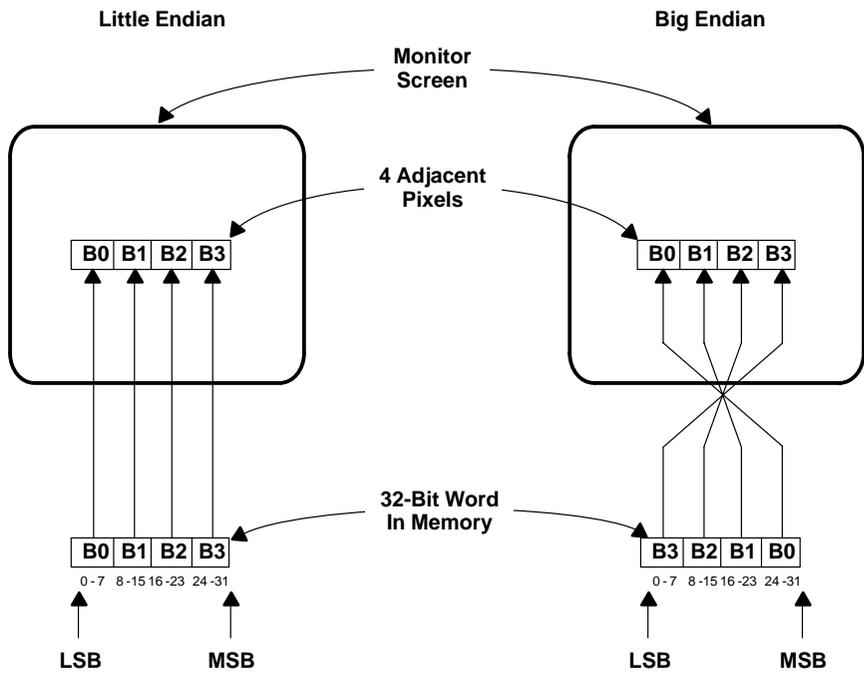 Little Endian
Big Endian
Monitor
Screen
4 Adjacent
Pixels
B0 B1 B2 B3
B0 B1 B2 B3
32-Bit Word
In Memory
B0 B1 B2 B3
B3 B2 B1 B0
0 - 7 8 -15 16 -23 24 -31
0 - 7 8 -15 16 -23 24 -31
LSB
MSB
LSB
MSB